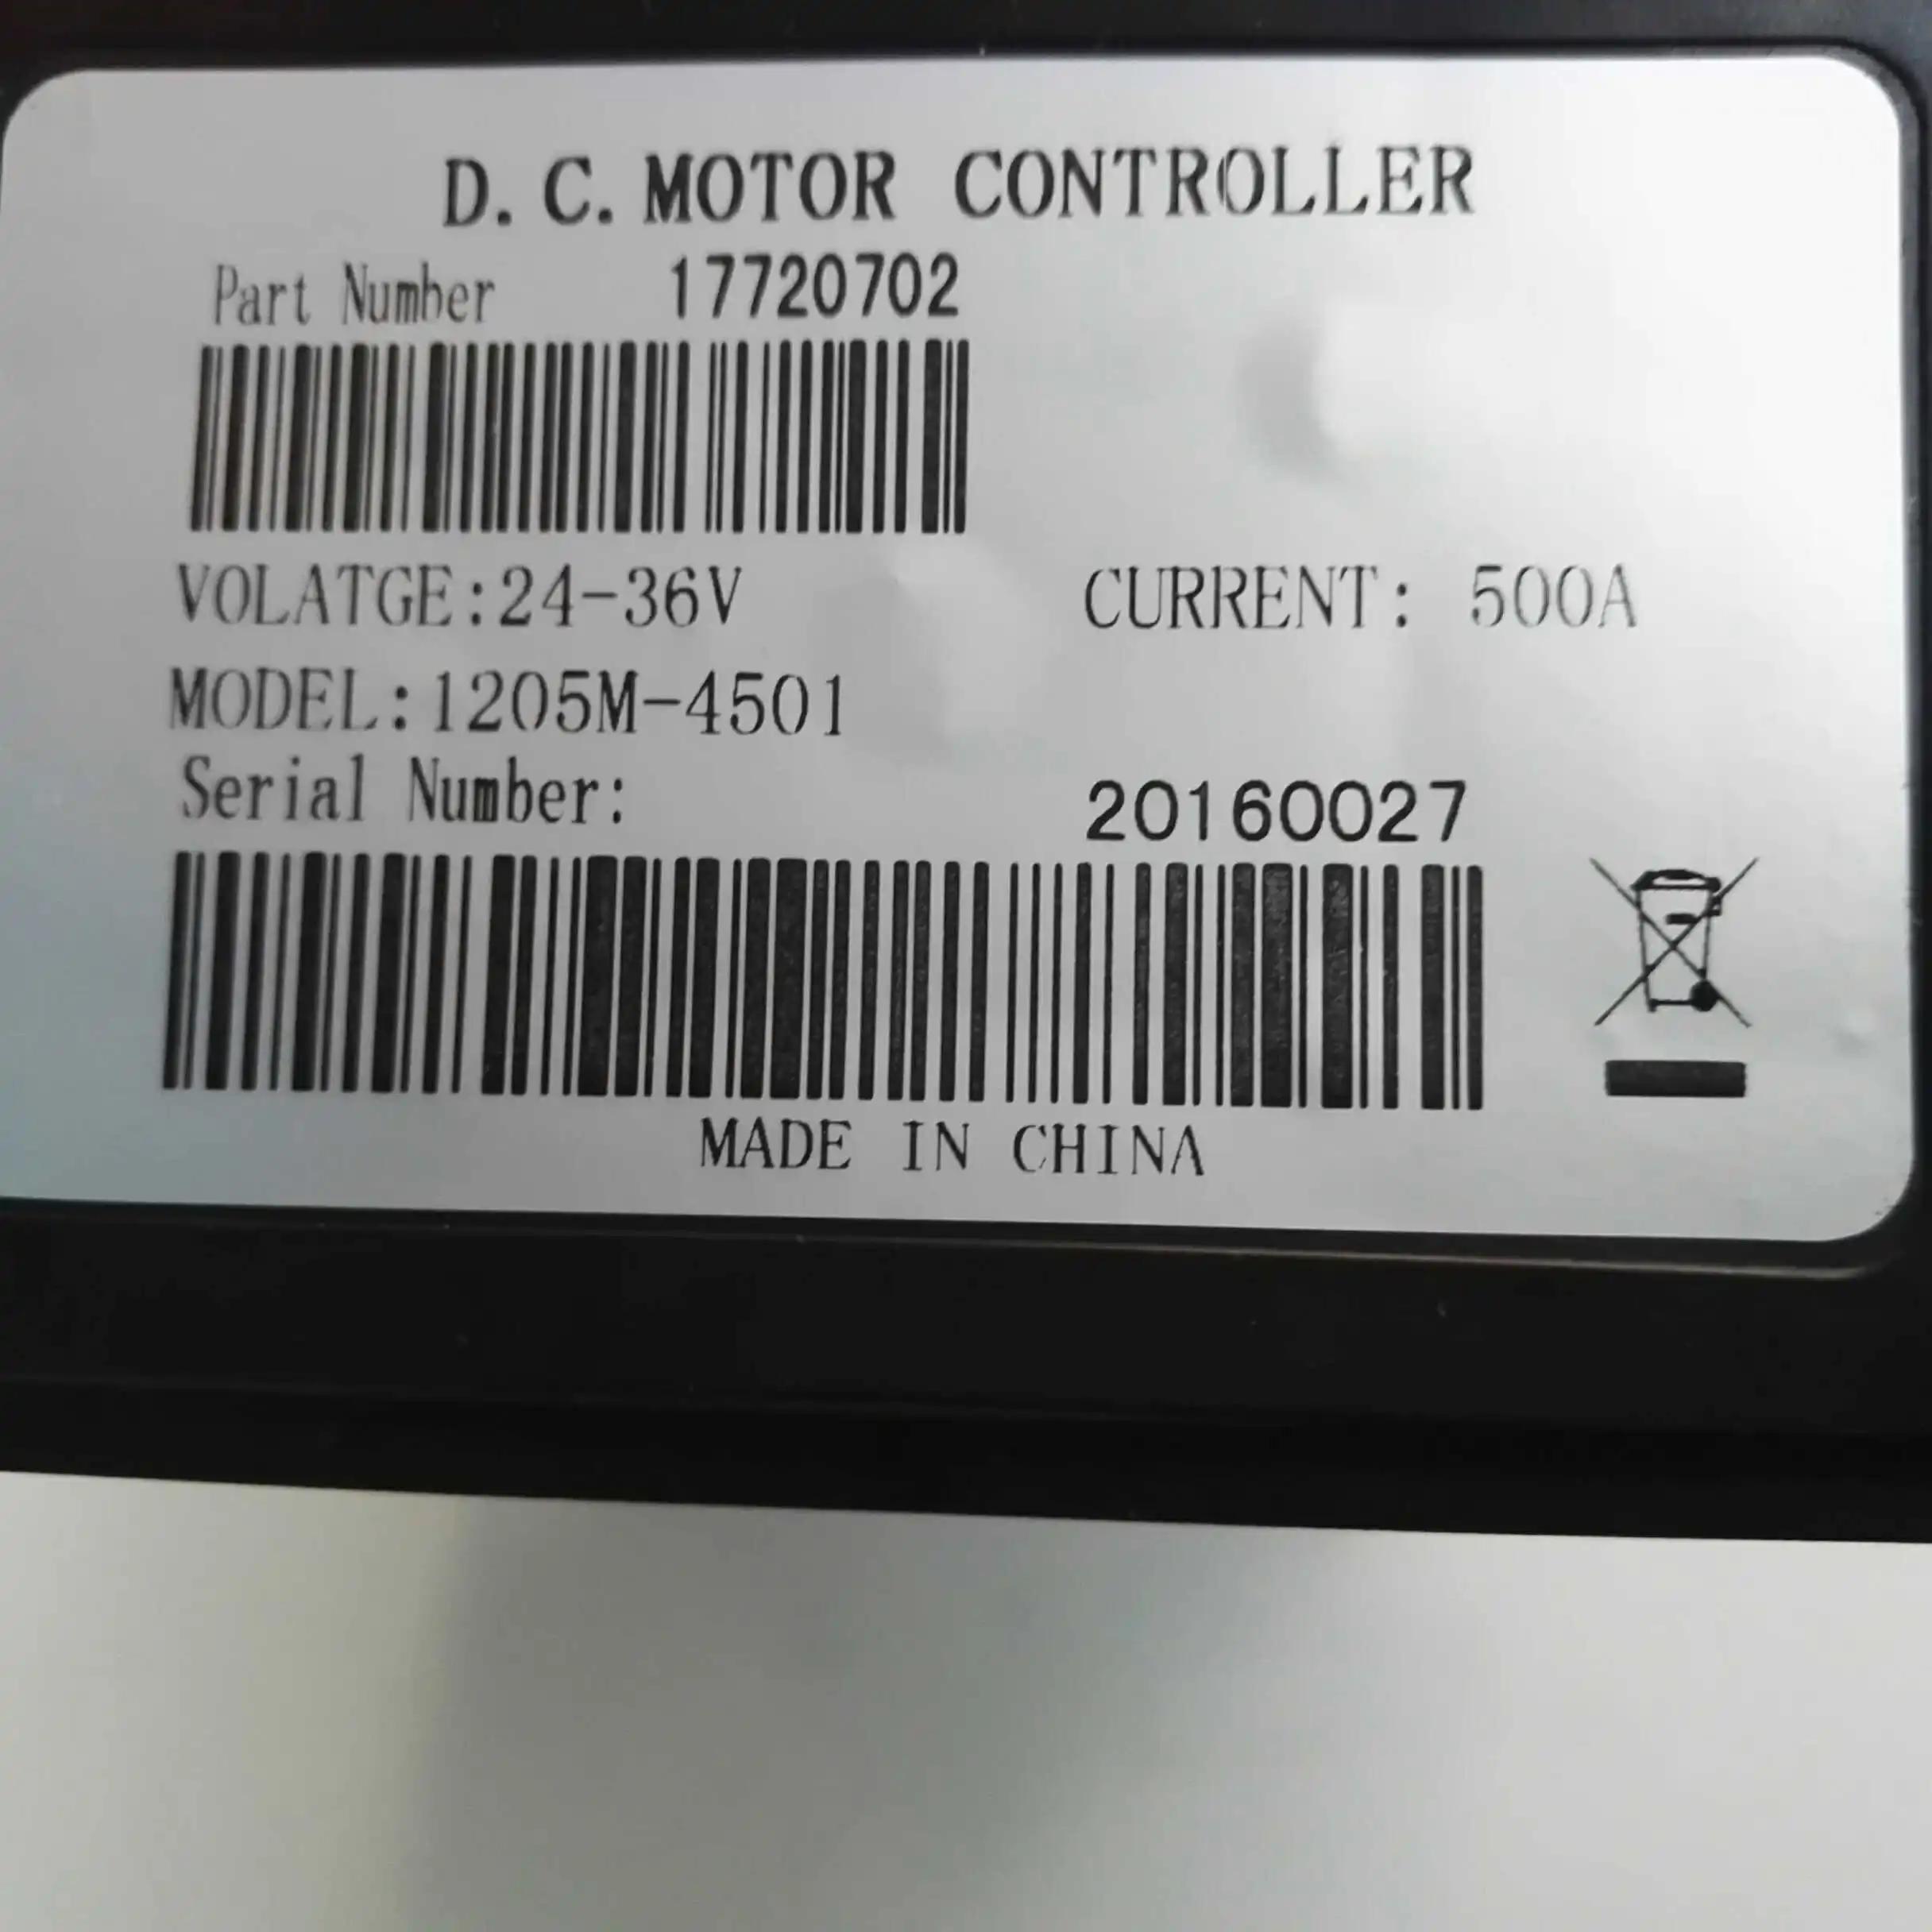 D.C.MOTOR CONTROLLER
Part Number 17720702
VOLATGE:24-36V CURRENT: 500A
MODEL:1205M-4501
Serial Number: 20160027
MADE IN CHINA